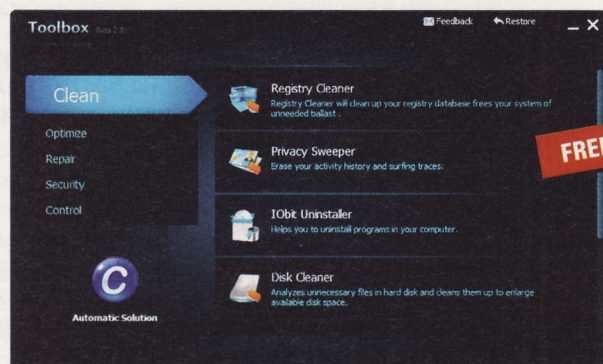 Toolbox Beta 2.0
Feedback
Restore
Clean
Optimize
Repair
Security
Control
C
Automatic Solution
Registry Cleaner
Registry Cleaner will clean up your registry database frees your system of
unneeded ballast .
Privacy Sweeper
Erase your activity history and surfing traces.
IObit Uninstaller
Helps you to uninstall programs in your computer.
Disk Cleaner
Analyzes unnecessary files in hard disk and cleans them up to enlarge
available disk space.